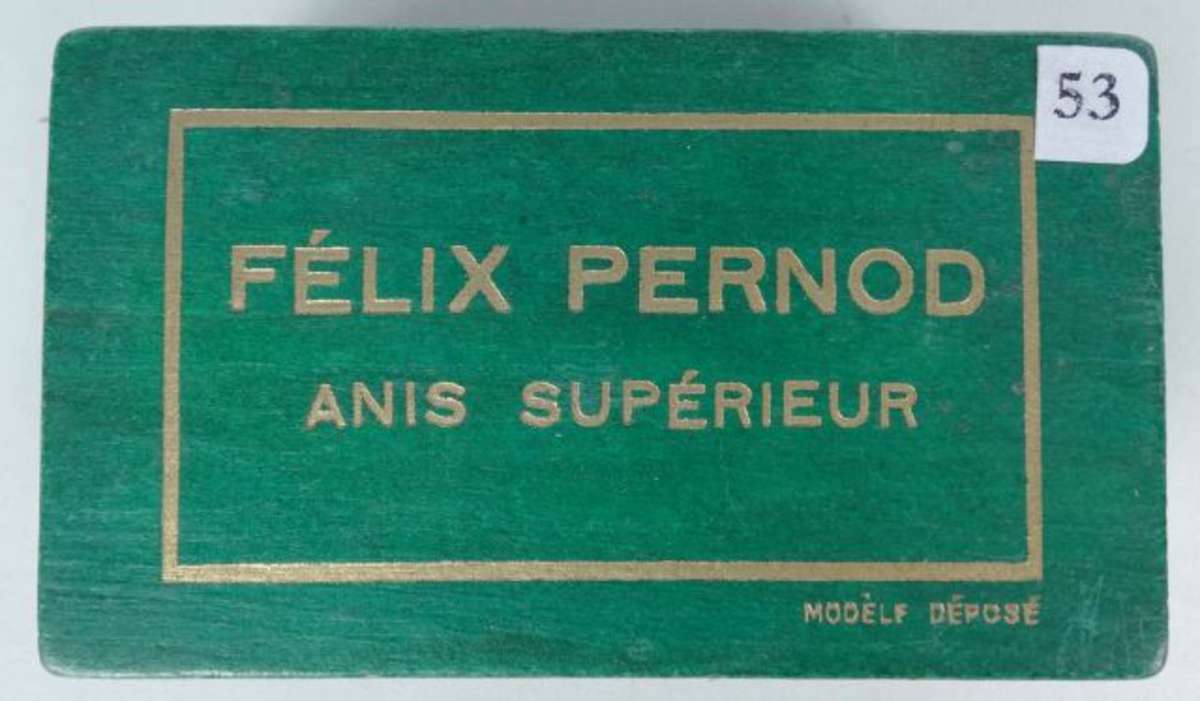 53
FÉLIX PERNOD
ANIS SUPÉRIEUR
MODÈLE DÉPOSÉ